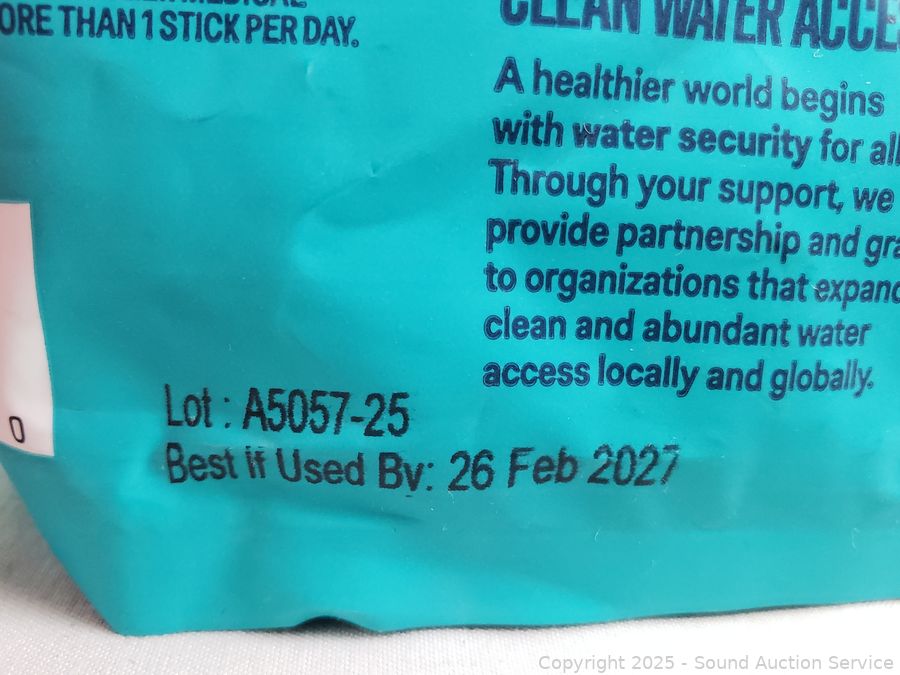 MEDICAL
ORE THAN 1 STICK PER DAY.
CLEAN WATER ACCE
A healthier world begins
with water security for all
Through your support, we
provide partnership and gra
to organizations that expand
clean and abundant water
access locally and globally.
Lot : A5057-25
Best if Used By: 26 Feb 2027
0
Copyright 2025 - Sound Auction Service